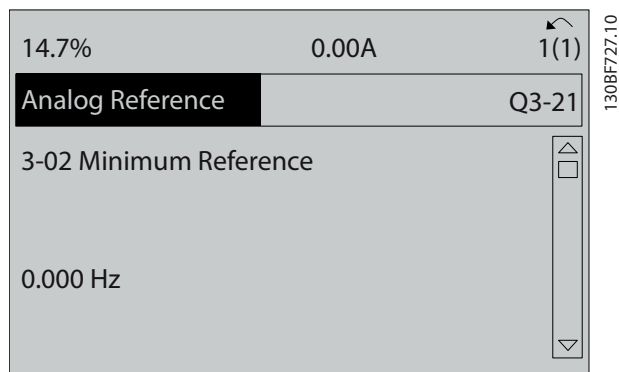 14.7% 0.00A 1(1)
Analog Reference Q3-21
3-02 Minimum Reference
0.000 Hz
130BF727.10